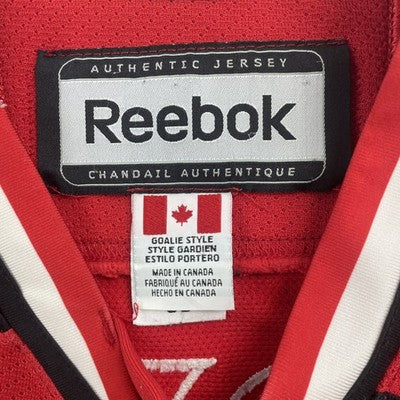 AUTHENTIC JERSEY
Reebok
CHANDAIL AUTHENTIQUE
GOALIE STYLE
STYLE GARDIEN
ESTILO PORTERO
MADE IN CANADA
FABRIQUÉ AU CANADA
HECHO EN CANADA